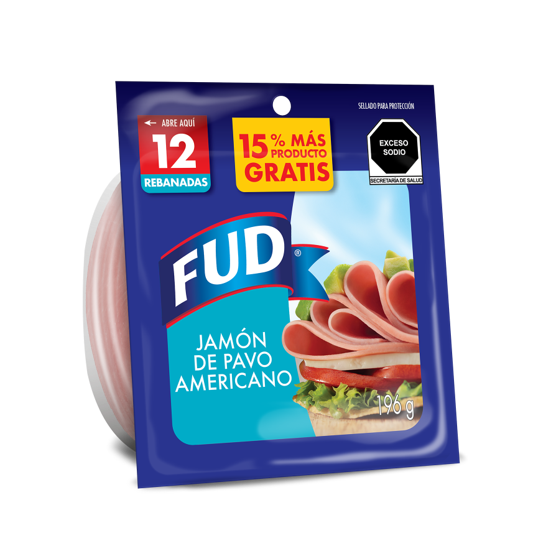 SELLADO PARA PROTECCIÓN
← ABRE AQUÍ
12
REBANADAS
15% MÁS
PRODUCTO
GRATIS
EXCESO
SODIO
SECRETARÍA DE SALUD
FUD®
JAMÓN
DE PAVO
AMERICANO
196 g